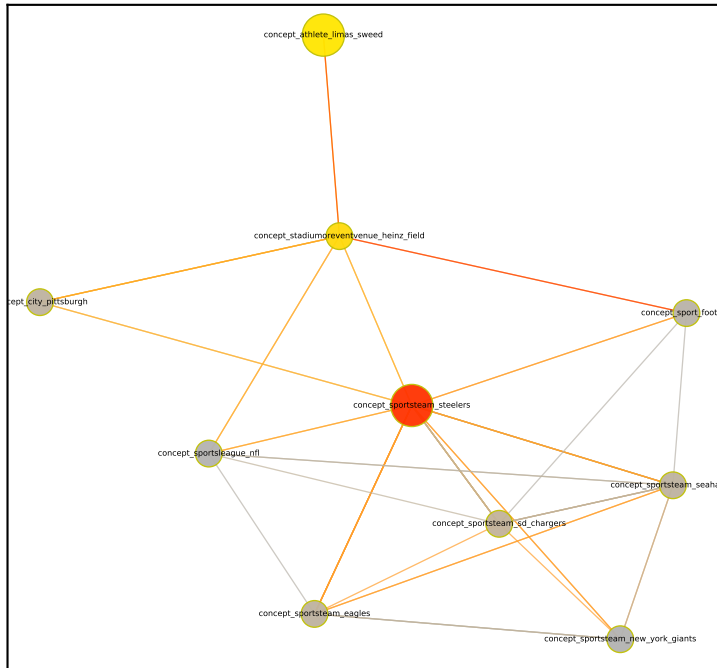 concept_athlete_limas_sweed
concept_stadiumoreventvenue_heinz_field
cept_city_pittsburgh
concept_sport_foot
concept_sportsteam_steelers
concept_sportsleague_nfl
concept_sportsteam_seaha
concept_sportsteam_sd_chargers
concept_sportsteam_eagles
concept_sportsteam_new_york_giants